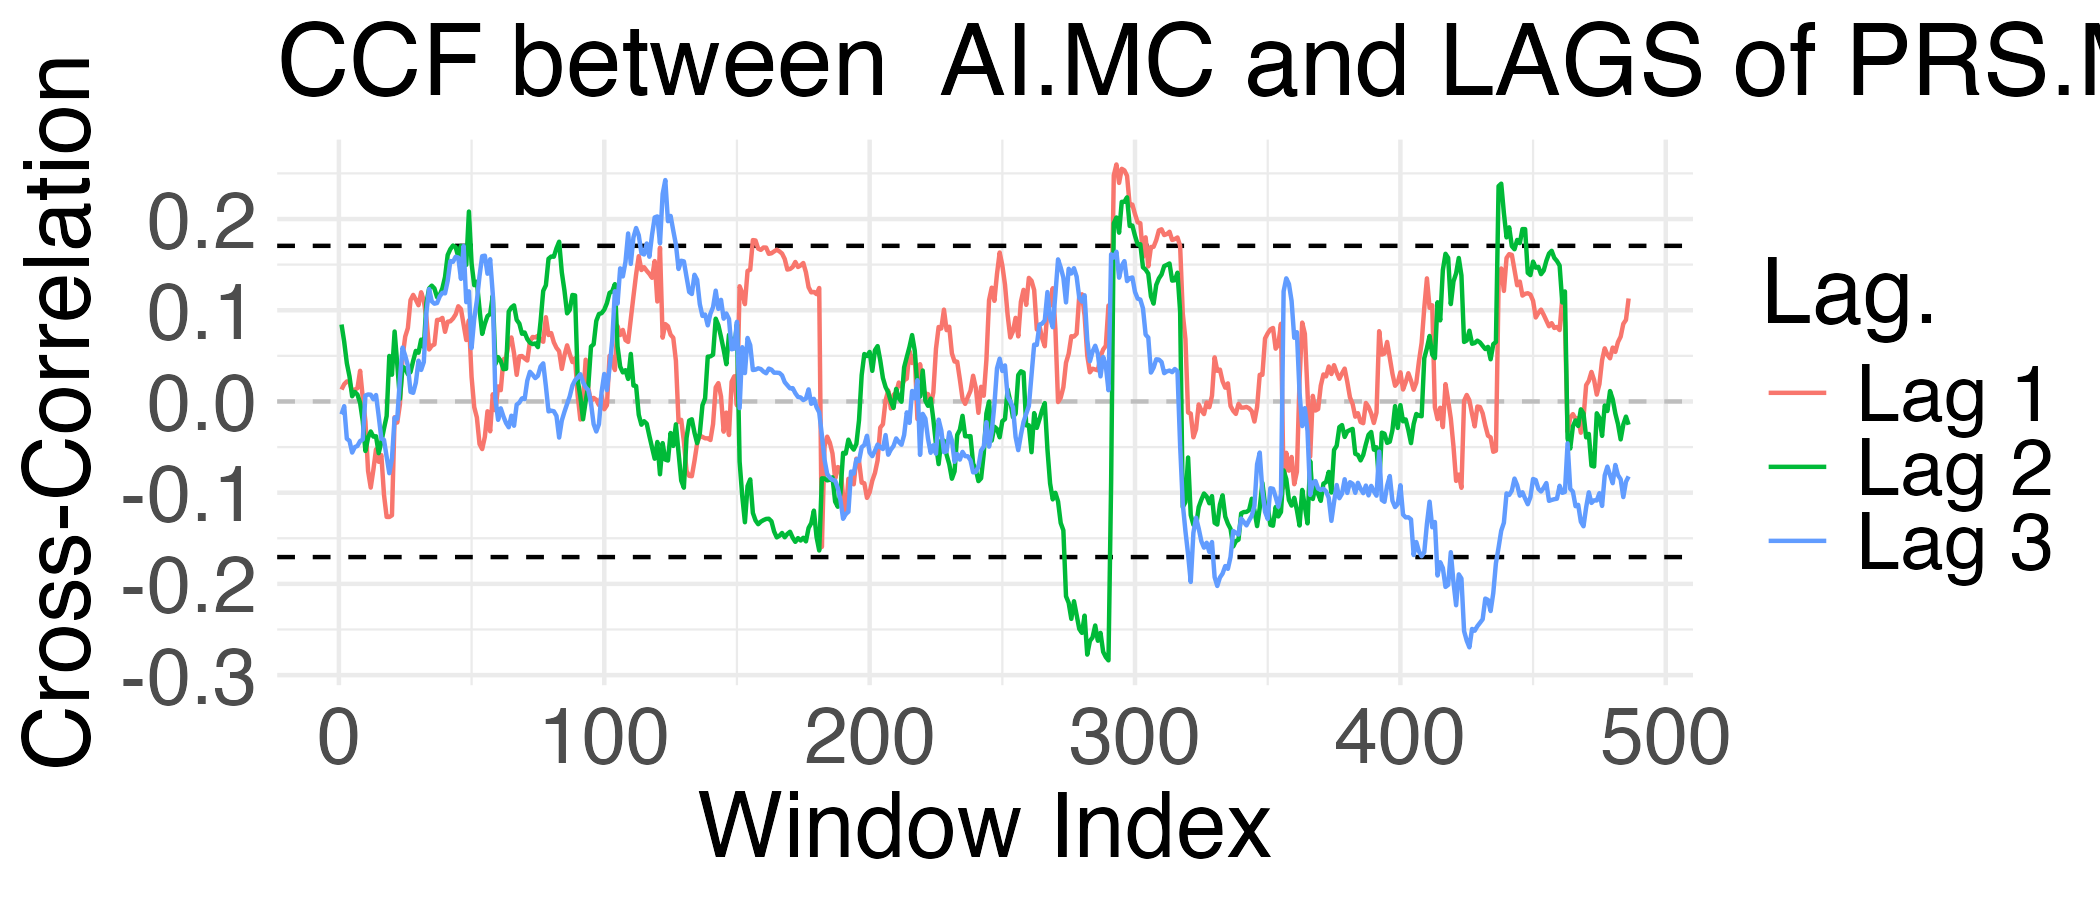 CCF between  AI.MC and LAGS of PRS.
Cross-Correlation
0.2
0.1
0.0
-0.1
-0.2
-0.3
0 100 200 300 400 500
Window Index
Lag.
Lag 1
Lag 2
Lag 3